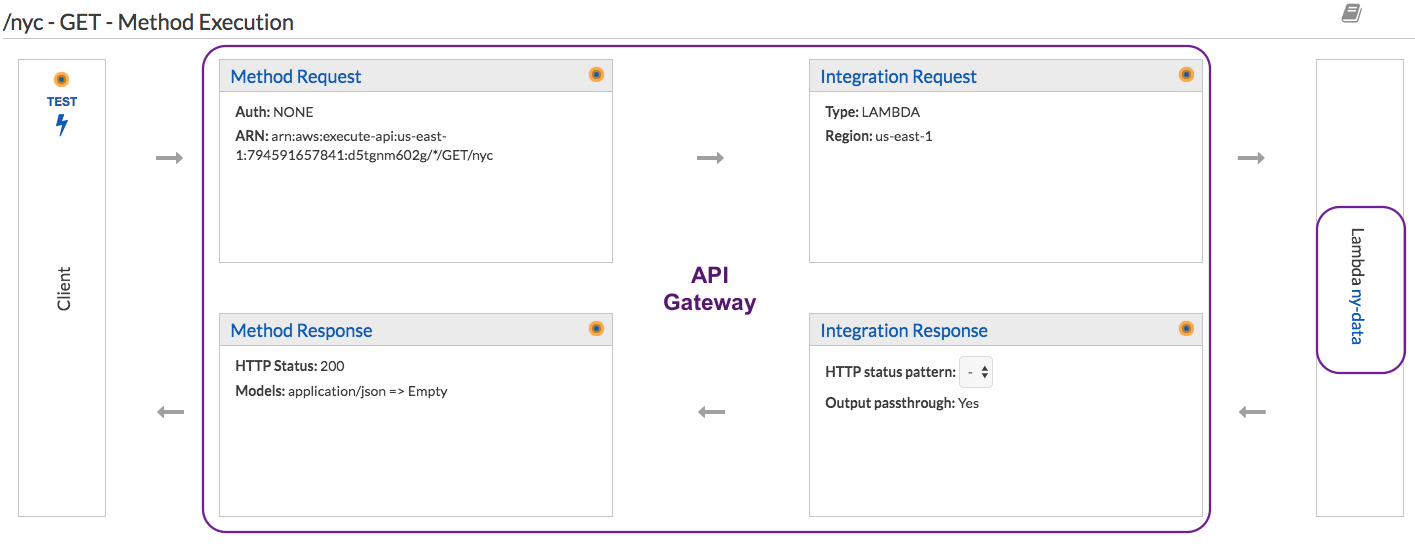 /nyc - GET - Method Execution
TEST
Client
Method Request
Auth: NONE
ARN: arn:aws:execute-api:us-east-
1:794591657841:d5tgnm602g/*/GET/nyc
Integration Request
Type: LAMBDA
Region: us-east-1
API
Gateway
Method Response
HTTP Status: 200
Models: application/json => Empty
Integration Response
HTTP status pattern: -
Output passthrough: Yes
Lambda ny-data